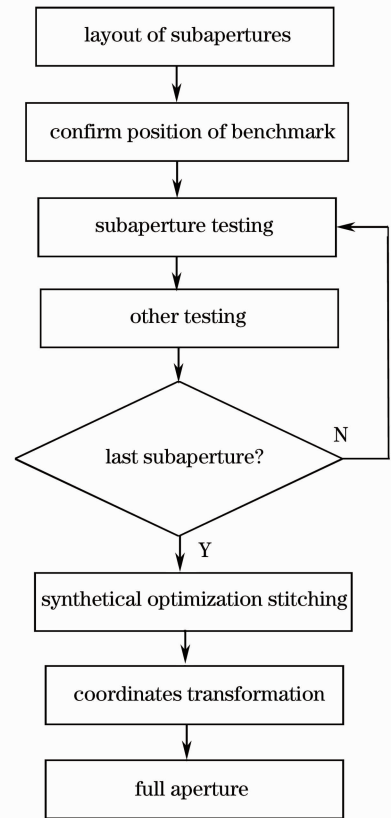 layout of subapertures
confirm position of benchmark
subaperture testing
other testing
last subaperture?
N
Y
synthetical optimization stitching
coordinates transformation
full aperture